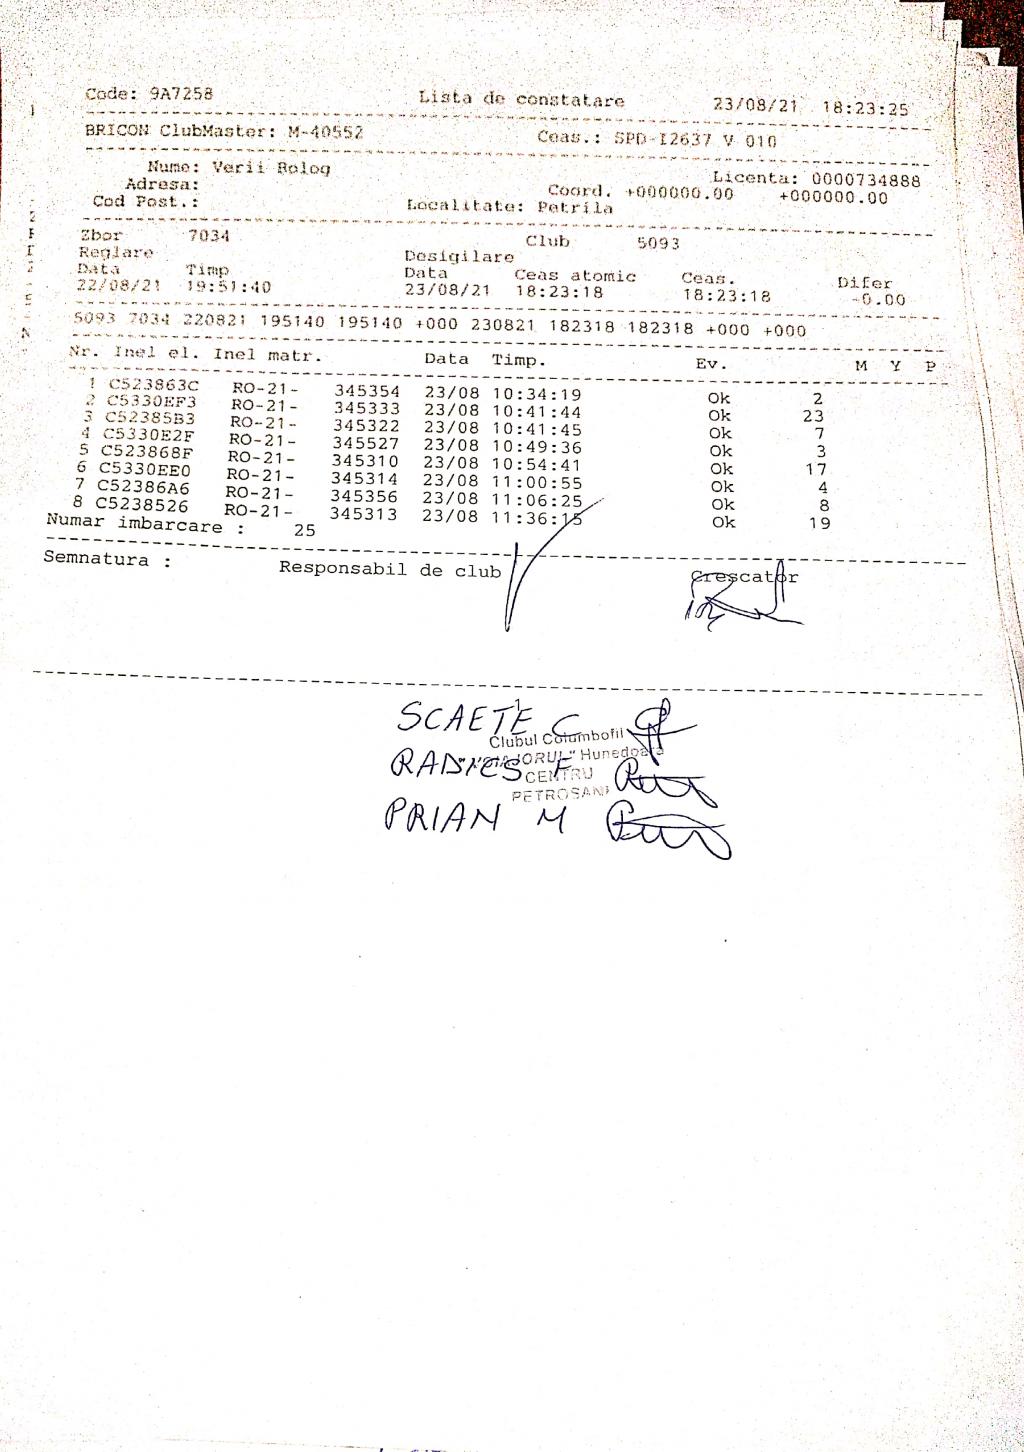 Code: 9A7258 Lista de constatare 23/08/21 18:23:25
BRICON ClubMaster: M-40552 Ceas.: SPD-I2637 V 010
Nume: Verii Bolog Licenta: 0000734888
Adresa: Coord. +000000.00 +000000.00
Cod Post.: Localitate: Petrila
Zbor 7034 Club 5093
Reglare Desigilare
Data Timp Data Ceas atomic Ceas. Difer
22/08/21 19:51:40 23/08/21 18:23:18 18:23:18 -0.00
5093 7034 220821 195140 195140 +000 230821 182318 182318 +000 +000
Nr. Inel el. Inel matr. Data Timp. Ev. M Y P
1 C523863C RO-21- 345354 23/08 10:34:19 Ok 2
2 C5330EF3 RO-21- 345333 23/08 10:41:44 Ok 23
3 C52385B3 RO-21- 345322 23/08 10:41:45 Ok 7
4 C5330E2F RO-21- 345527 23/08 10:49:36 Ok 3
5 C523868F RO-21- 345310 23/08 10:54:41 Ok 17
6 C5330EE0 RO-21- 345314 23/08 11:00:55 Ok 4
7 C52386A6 RO-21- 345356 23/08 11:06:25 Ok 8
8 C5238526 RO-21- 345313 23/08 11:36:15 Ok 19
Numar imbarcare : 25
Semnatura : Responsabil de club Crescator
SCAETE C
Clubul Columbofil
Hunedoara
CENTRU
PETROSANI
PRIAM M